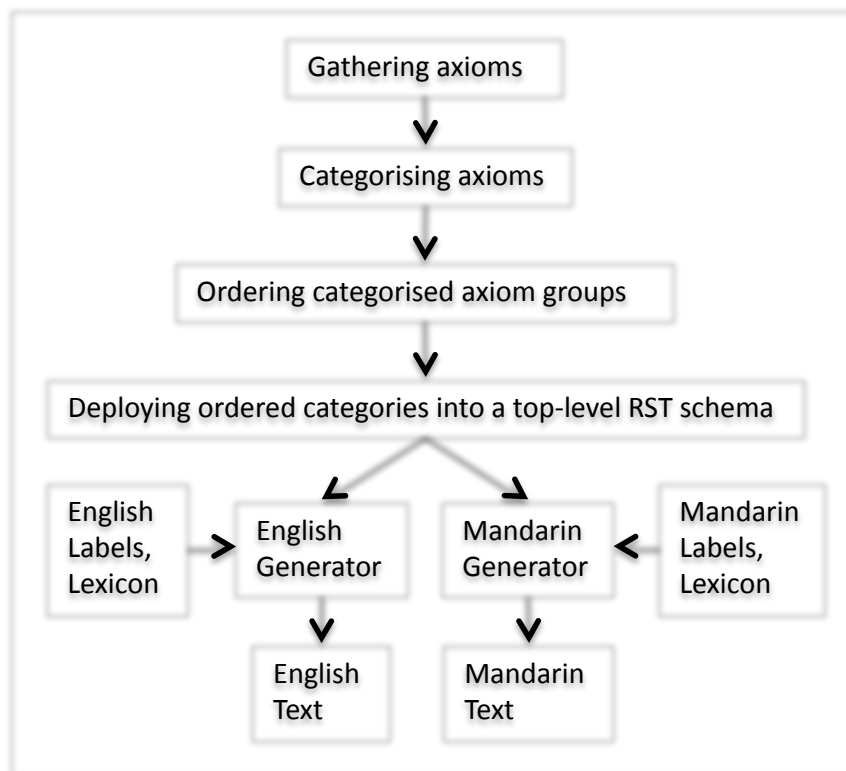 Gathering axioms
Categorising axioms
Ordering categorised axiom groups
Deploying ordered categories into a top-level RST schema
English
Labels,
Lexicon
English
Generator
Mandarin
Generator
Mandarin
Labels,
Lexicon
English
Text
Mandarin
Text